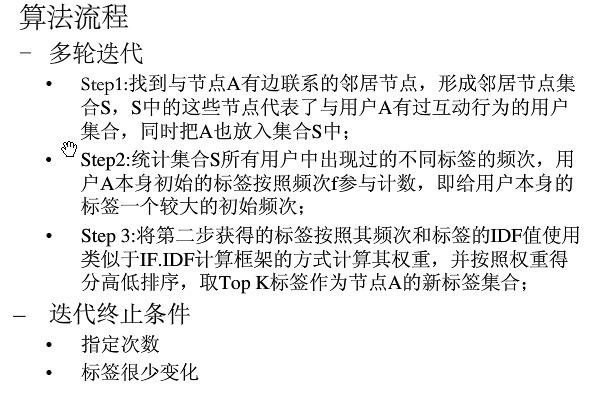 算法流程
– 多轮迭代
• Step1:找到与节点A有边联系的邻居节点，形成邻居节点集
合S，S中的这些节点代表了与用户A有过互动行为的用户
集合，同时把A也放入集合S中；
• Step2:统计集合S所有用户中出现过的不同标签的频次，用
户A本身初始的标签按照频次f参与计数，即给用户本身的
标签一个较大的初始频次；
• Step 3:将第二步获得的标签按照其频次和标签的IDF值使用
类似于IF.IDF计算框架的方式计算其权重，并按照权重得
分高低排序，取Top K标签作为节点A的新标签集合；
– 迭代终止条件
• 指定次数
• 标签很少变化